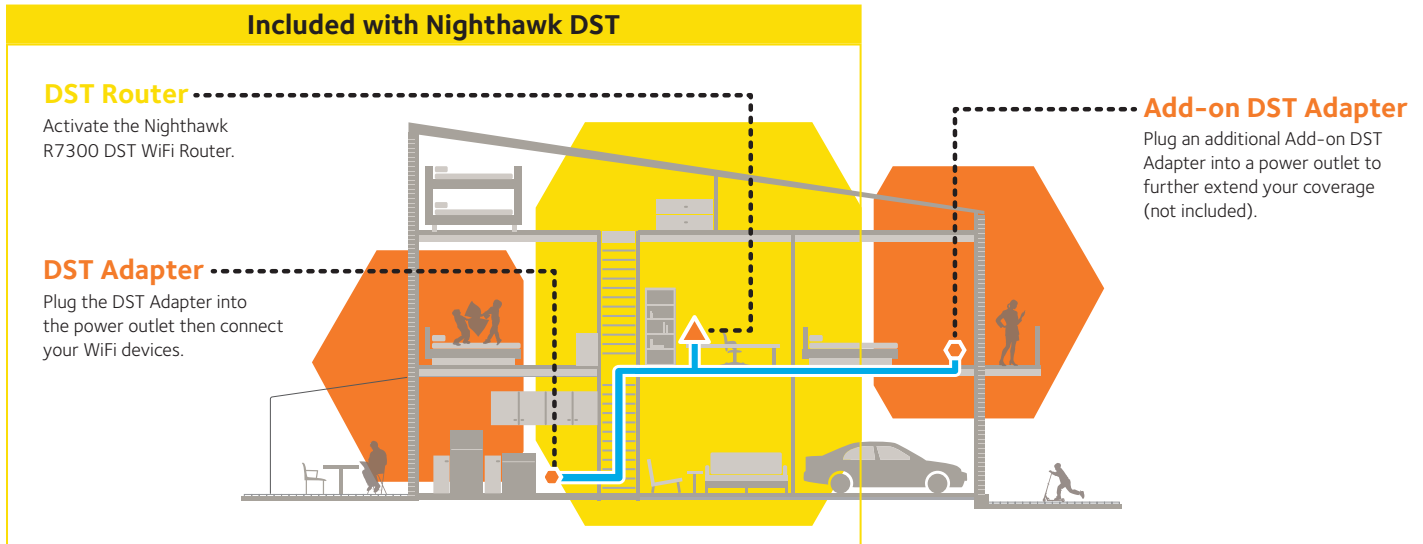 Included with Nighthawk DST
DST Router
Activate the Nighthawk
R7300 DST WiFi Router.
DST Adapter
Plug the DST Adapter into
the power outlet then connect
your WiFi devices.
Add-on DST Adapter
Plug an additional Add-on DST
Adapter into a power outlet to
further extend your coverage
(not included).